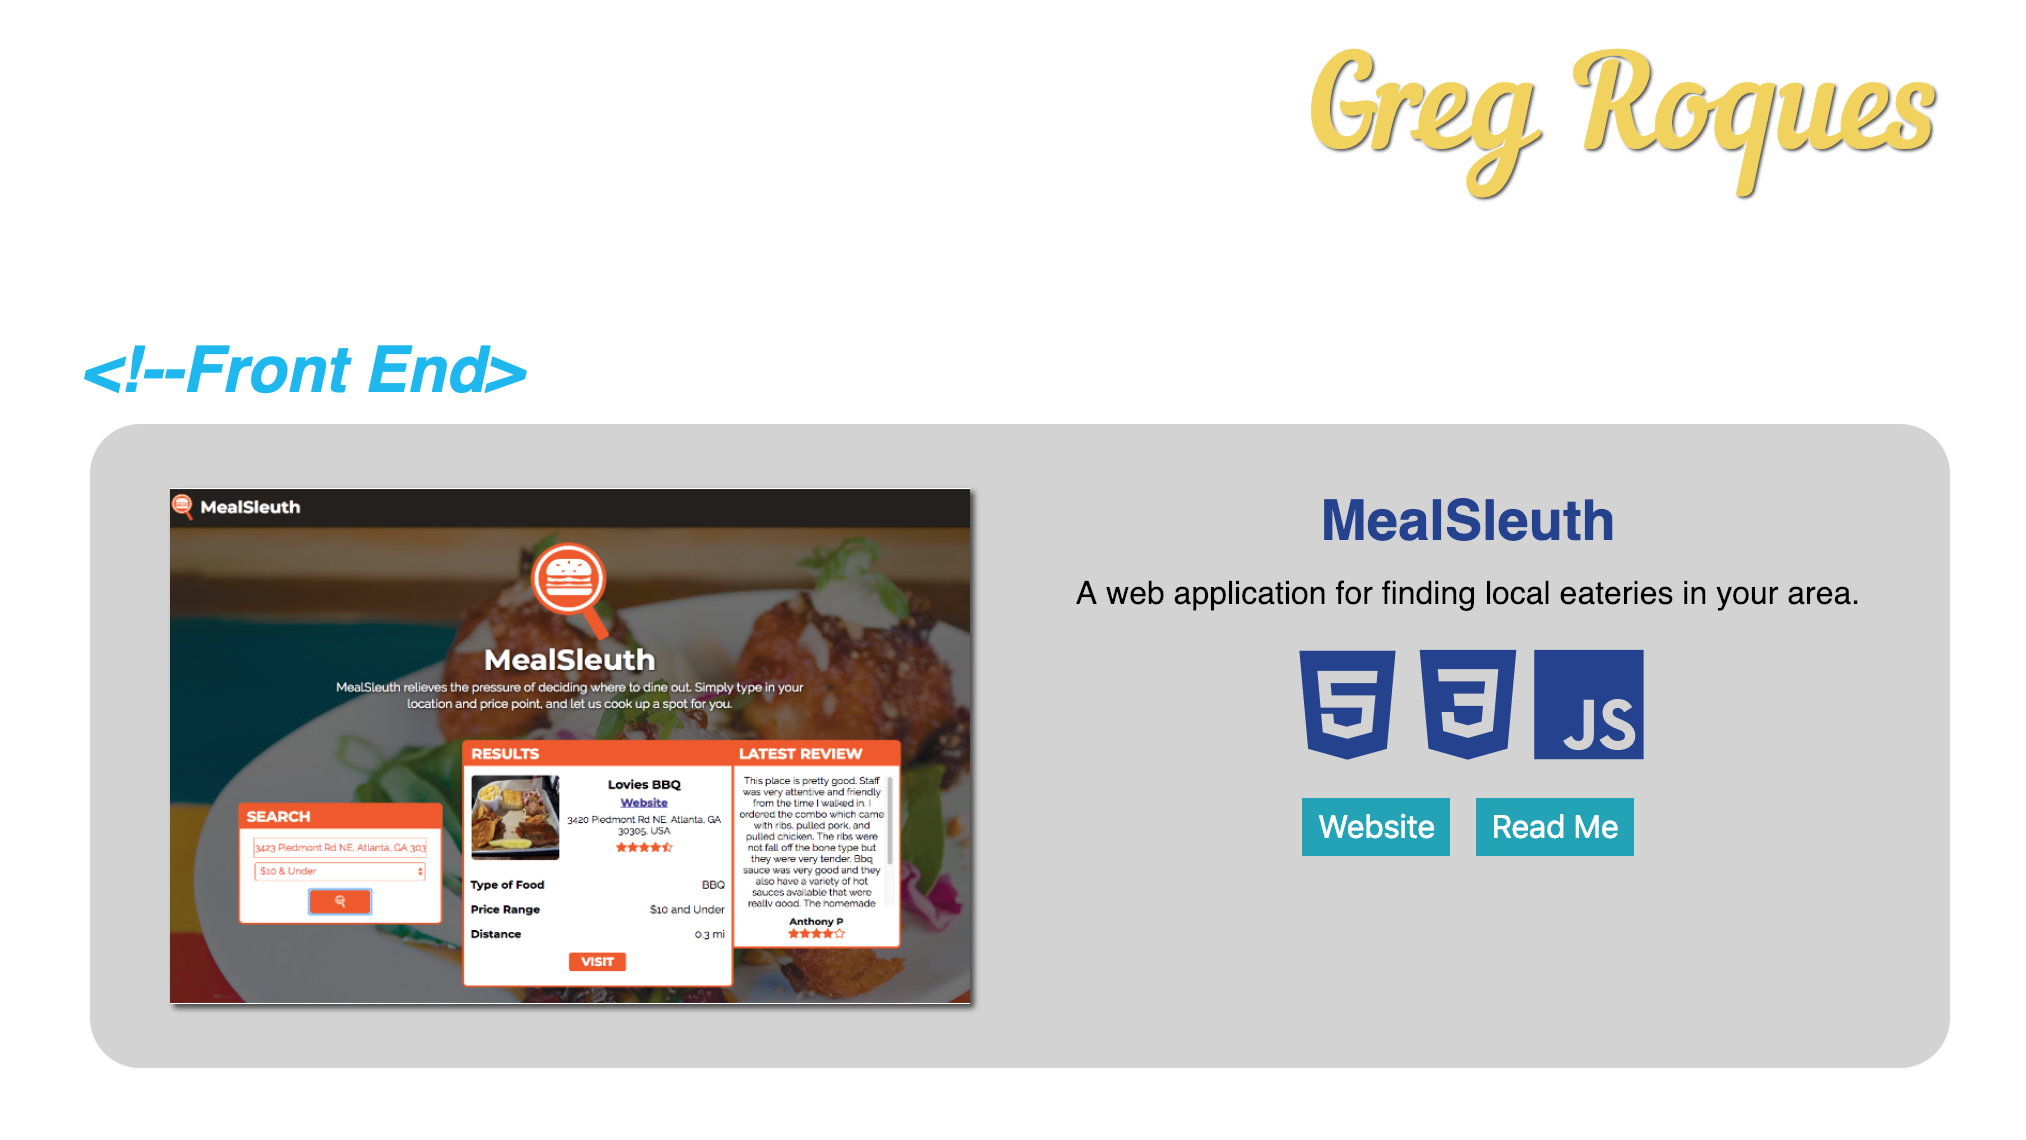 Greg Roques
<!--Front End>
MealSleuth
MealSleuth
MealSleuth relieves the pressure of deciding where to dine out. Simply type in your
location and price point, and let us cook up a spot for you.
SEARCH
3423 Piedmont Rd NE, Atlanta, GA 303
$10 & Under
RESULTS
Lovies BBQ
Website
3420 Piedmont Rd NE, Atlanta, GA
30305, USA
Type of Food BBQ
Price Range $10 and Under
Distance 0.3 mi
VISIT
LATEST REVIEW
This place is pretty good. Staff
was very attentive and friendly
from the time I walked in. I
ordered the combo which came
with ribs, pulled pork, and
pulled chicken. The ribs were
not fall off the bone type but
they were very tender. Bbq
sauce was very good and they
also have a variety of hot
sauces available that were
really good. The homemade
Anthony P
MealSleuth
A web application for finding local eateries in your area.
5 3 JS
Website Read Me